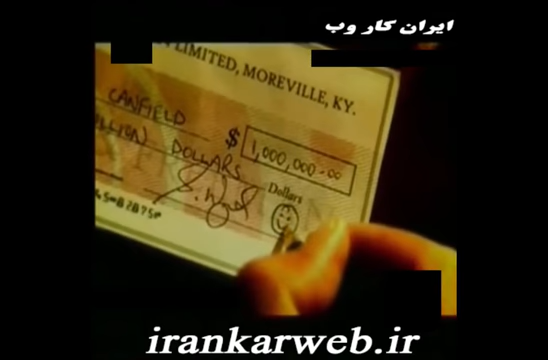 ایران کار وب
LIMITED, MOREVILLE, KY.
CANFIELD
$ 1,000,000.00
DOLLARS
Dollars
irankarweb.ir